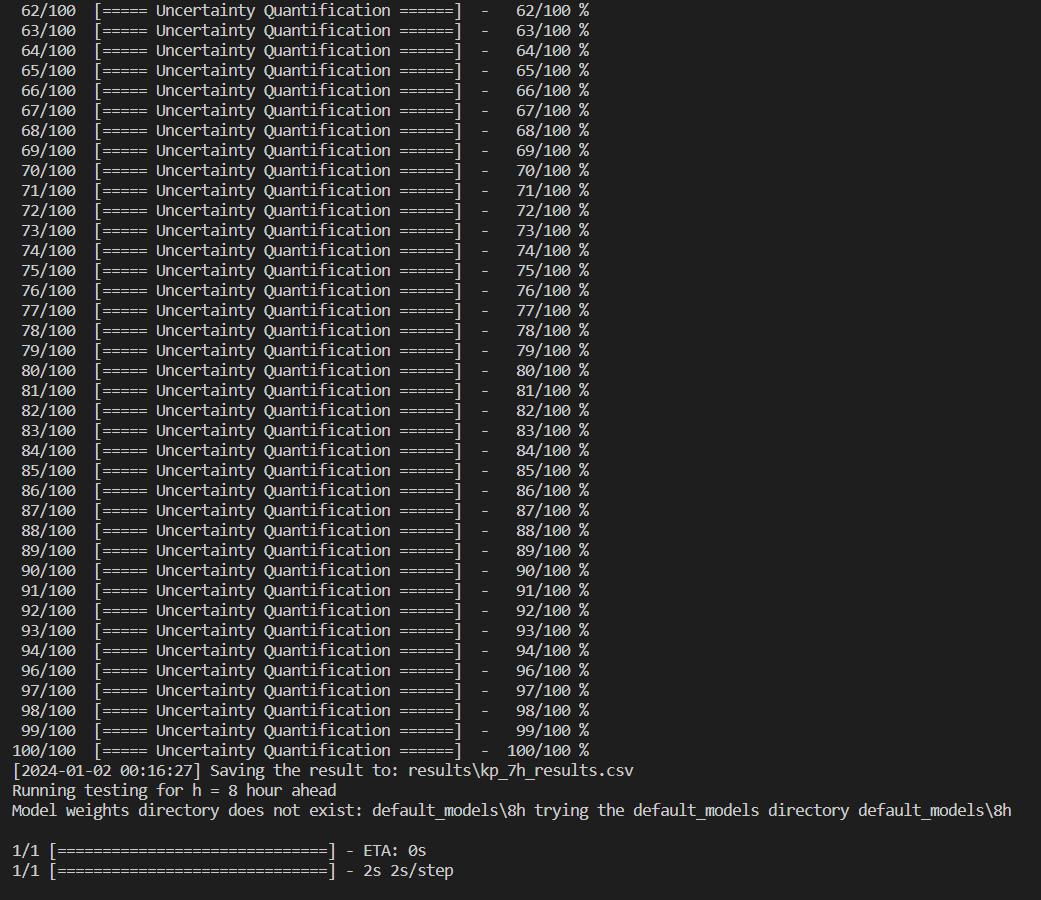 62/100 [===== Uncertainty Quantification ======] - 62/100 %
63/100 [===== Uncertainty Quantification ======] - 63/100 %
64/100 [===== Uncertainty Quantification ======] - 64/100 %
65/100 [===== Uncertainty Quantification ======] - 65/100 %
66/100 [===== Uncertainty Quantification ======] - 66/100 %
67/100 [===== Uncertainty Quantification ======] - 67/100 %
68/100 [===== Uncertainty Quantification ======] - 68/100 %
69/100 [===== Uncertainty Quantification ======] - 69/100 %
70/100 [===== Uncertainty Quantification ======] - 70/100 %
71/100 [===== Uncertainty Quantification ======] - 71/100 %
72/100 [===== Uncertainty Quantification ======] - 72/100 %
73/100 [===== Uncertainty Quantification ======] - 73/100 %
74/100 [===== Uncertainty Quantification ======] - 74/100 %
75/100 [===== Uncertainty Quantification ======] - 75/100 %
76/100 [===== Uncertainty Quantification ======] - 76/100 %
77/100 [===== Uncertainty Quantification ======] - 77/100 %
78/100 [===== Uncertainty Quantification ======] - 78/100 %
79/100 [===== Uncertainty Quantification ======] - 79/100 %
80/100 [===== Uncertainty Quantification ======] - 80/100 %
81/100 [===== Uncertainty Quantification ======] - 81/100 %
82/100 [===== Uncertainty Quantification ======] - 82/100 %
83/100 [===== Uncertainty Quantification ======] - 83/100 %
84/100 [===== Uncertainty Quantification ======] - 84/100 %
85/100 [===== Uncertainty Quantification ======] - 85/100 %
86/100 [===== Uncertainty Quantification ======] - 86/100 %
87/100 [===== Uncertainty Quantification ======] - 87/100 %
88/100 [===== Uncertainty Quantification ======] - 88/100 %
89/100 [===== Uncertainty Quantification ======] - 89/100 %
90/100 [===== Uncertainty Quantification ======] - 90/100 %
91/100 [===== Uncertainty Quantification ======] - 91/100 %
92/100 [===== Uncertainty Quantification ======] - 92/100 %
93/100 [===== Uncertainty Quantification ======] - 93/100 %
94/100 [===== Uncertainty Quantification ======] - 94/100 %
96/100 [===== Uncertainty Quantification ======] - 96/100 %
97/100 [===== Uncertainty Quantification ======] - 97/100 %
98/100 [===== Uncertainty Quantification ======] - 98/100 %
99/100 [===== Uncertainty Quantification ======] - 99/100 %
100/100 [===== Uncertainty Quantification ======] - 100/100 %
[2024-01-02 00:16:27] Saving the result to: results\kp_7h_results.csv
Running testing for h = 8 hour ahead
Model weights directory does not exist: default_models\8h trying the default_models directory default_models\8h
1/1 [==============================] - ETA: 0s
1/1 [==============================] - 2s 2s/step